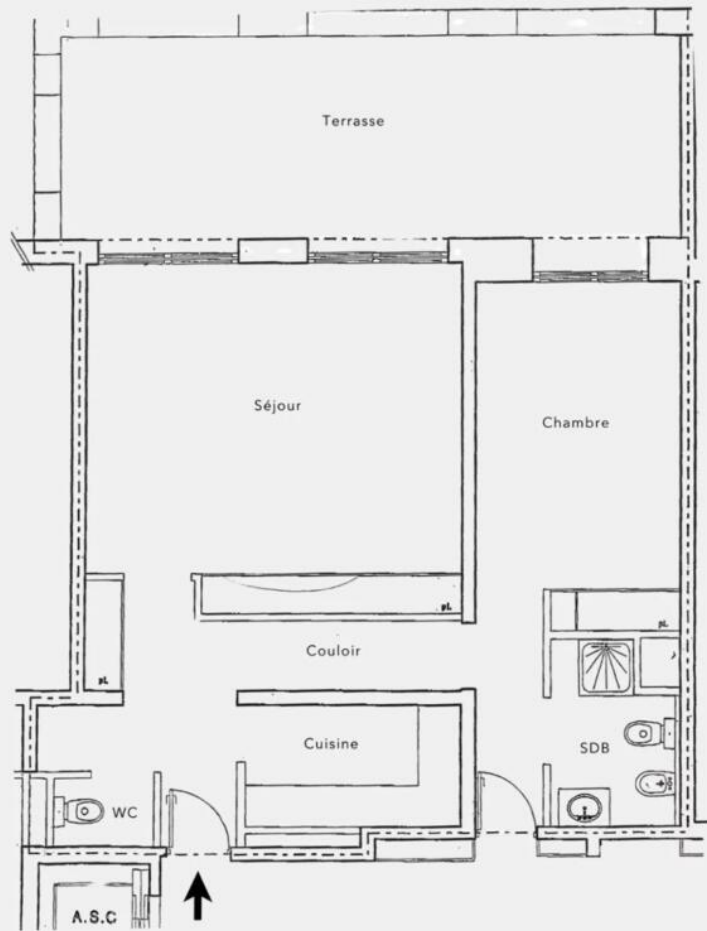 Terrasse
Séjour
Chambre
pL
pL
Couloir
pL
Cuisine
SDB
WC
A.S.C